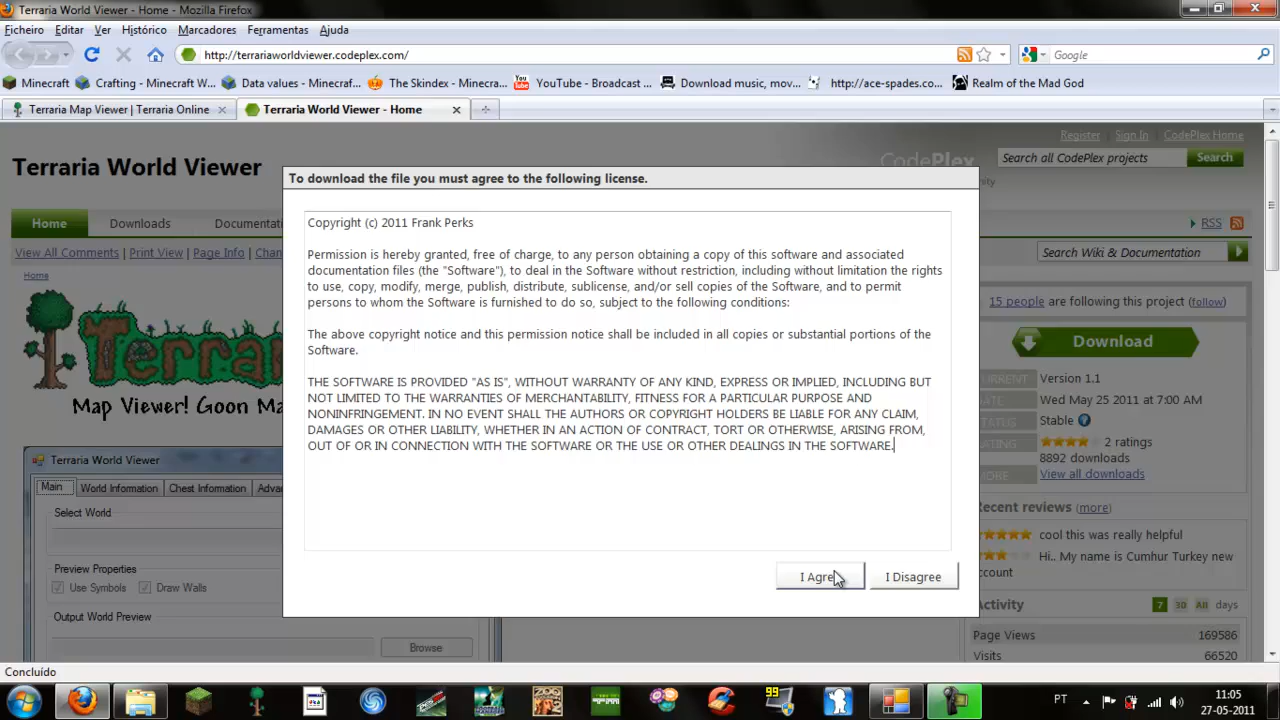 Terraria World Viewer - Home - Mozilla Firefox
Ficheiro Editar Ver Histórico Marcadores Ferramentas Ajuda
http://terrariaworldviewer.codeplex.com/
Google
Minecraft Crafting - Minecraft W... Data values - Minecraf... The Skindex - Minecra... YouTube - Broadcast ... Download music, mov... http://ace-spades.co... Realm of the Mad God
Terraria Map Viewer | Terraria Online
Terraria World Viewer - Home
Register Sign In CodePlex Home
Terraria World Viewer
CodePlex
Search all CodePlex projects
Search
Home Downloads Documentati
RSS
View All Comments | Print View | Page Info | Chan
Search Wiki & Documentation
Home
To download the file you must agree to the following license.
Copyright (c) 2011 Frank Perks
Permission is hereby granted, free of charge, to any person obtaining a copy of this software and associated
documentation files (the "Software"), to deal in the Software without restriction, including without limitation the rights
to use, copy, modify, merge, publish, distribute, sublicense, and/or sell copies of the Software, and to permit
persons to whom the Software is furnished to do so, subject to the following conditions:
The above copyright notice and this permission notice shall be included in all copies or substantial portions of the
Software.
THE SOFTWARE IS PROVIDED "AS IS", WITHOUT WARRANTY OF ANY KIND, EXPRESS OR IMPLIED, INCLUDING BUT
NOT LIMITED TO THE WARRANTIES OF MERCHANTABILITY, FITNESS FOR A PARTICULAR PURPOSE AND
NONINFRINGEMENT. IN NO EVENT SHALL THE AUTHORS OR COPYRIGHT HOLDERS BE LIABLE FOR ANY CLAIM,
DAMAGES OR OTHER LIABILITY, WHETHER IN AN ACTION OF CONTRACT, TORT OR OTHERWISE, ARISING FROM,
OUT OF OR IN CONNECTION WITH THE SOFTWARE OR THE USE OR OTHER DEALINGS IN THE SOFTWARE.
I Agre
I Disagree
Terrar
Map Viewer! Goon Ma
Terraria World Viewer
Main World Information Chest Information Adva
Select World
Preview Properties
Use Symbols Draw Walls
Output World Preview
Browse
15 people are following this project (follow)
Download
CURRENT Version 1.1
DATE Wed May 25 2011 at 7:00 AM
Stable
RATING 2 ratings
8892 downloads
MORE View all downloads
Recent reviews (more)
cool this was really helpful
Hi.. My name is Cumhur Turkey new
account
Activity 7 30 All days
Page Views 169586
Visits 66520
Concluído
99
PT
11:05
27-05-2011